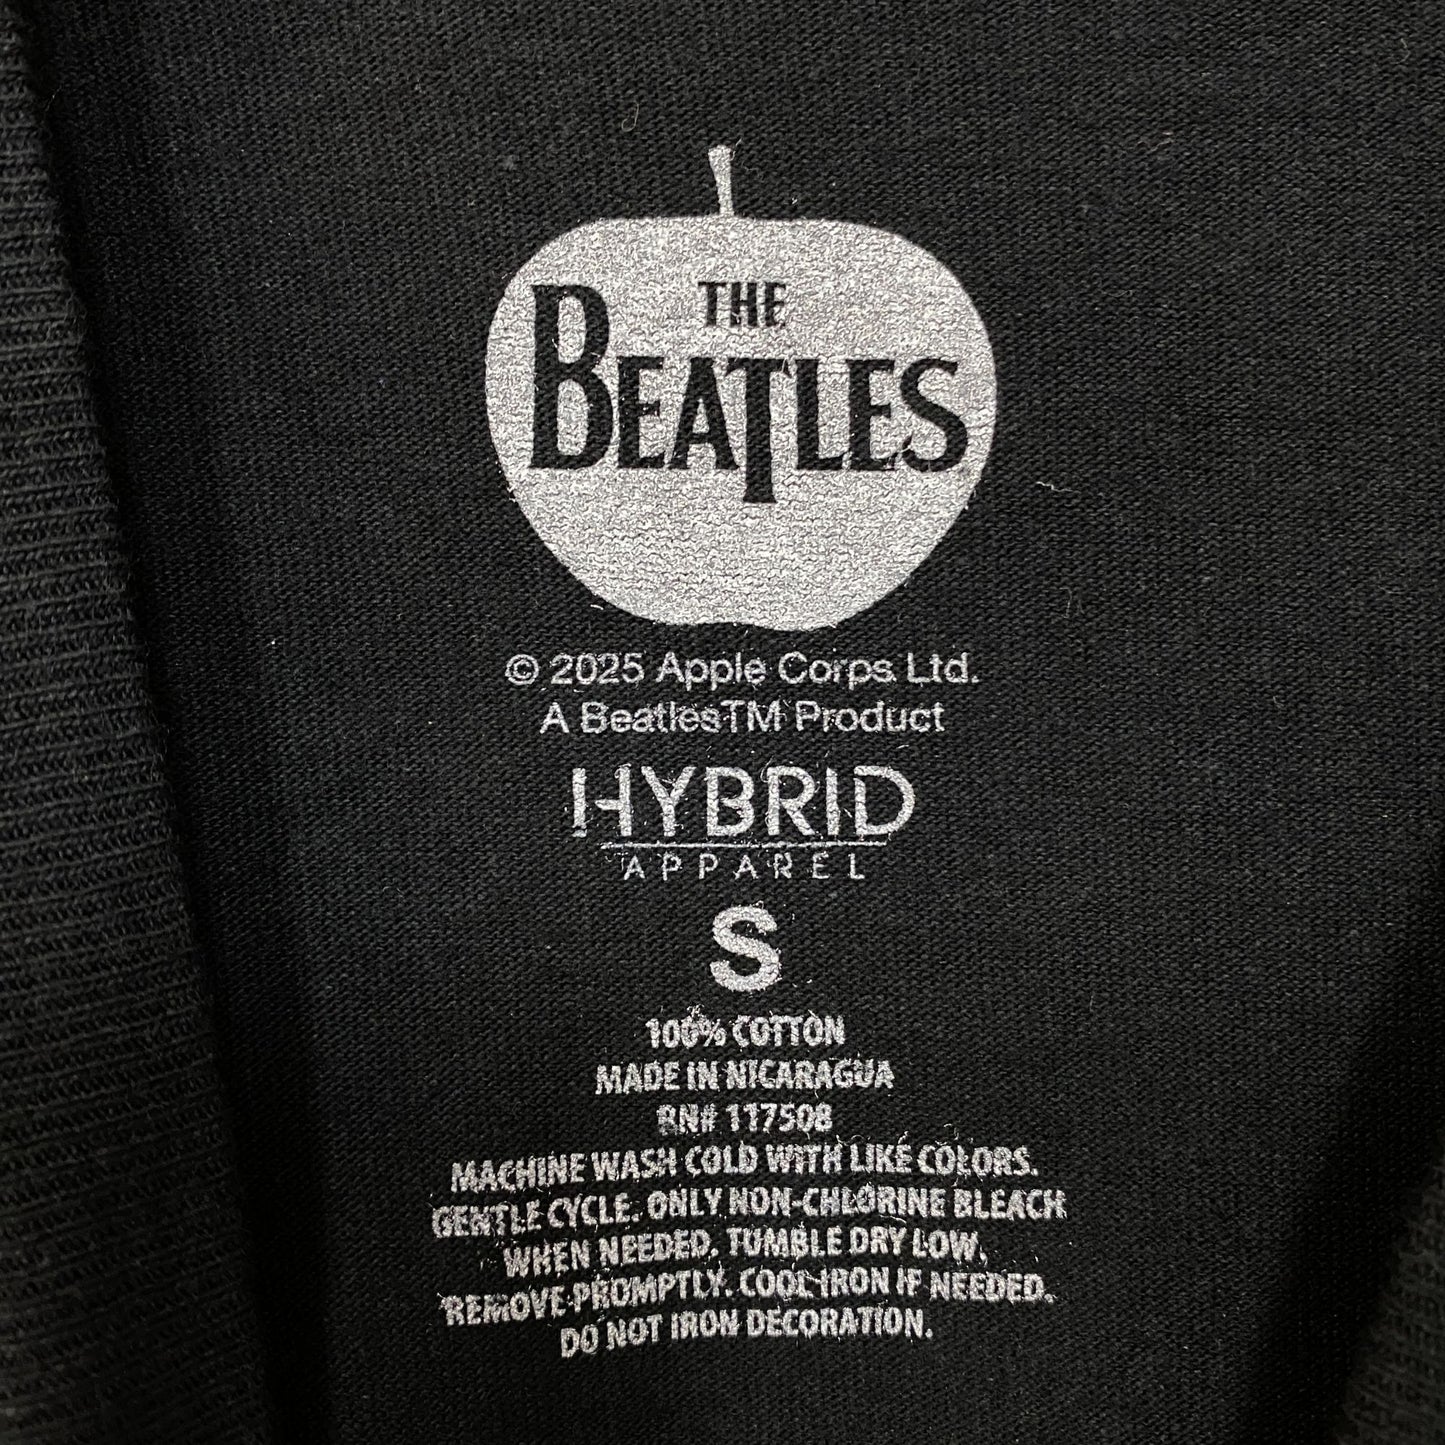 THE
BEATLES
© 2025 Apple Corps Ltd.
A BeatlesTM Product
HYBRID
APPAREL
S
100% COTTON
MADE IN NICARAGUA
RN# 117508
MACHINE WASH COLD WITH LIKE COLORS.
GENTLE CYCLE. ONLY NON-CHLORINE BLEACH
WHEN NEEDED. TUMBLE DRY LOW.
REMOVE PROMPTLY. COOL IRON IF NEEDED.
DO NOT IRON DECORATION.